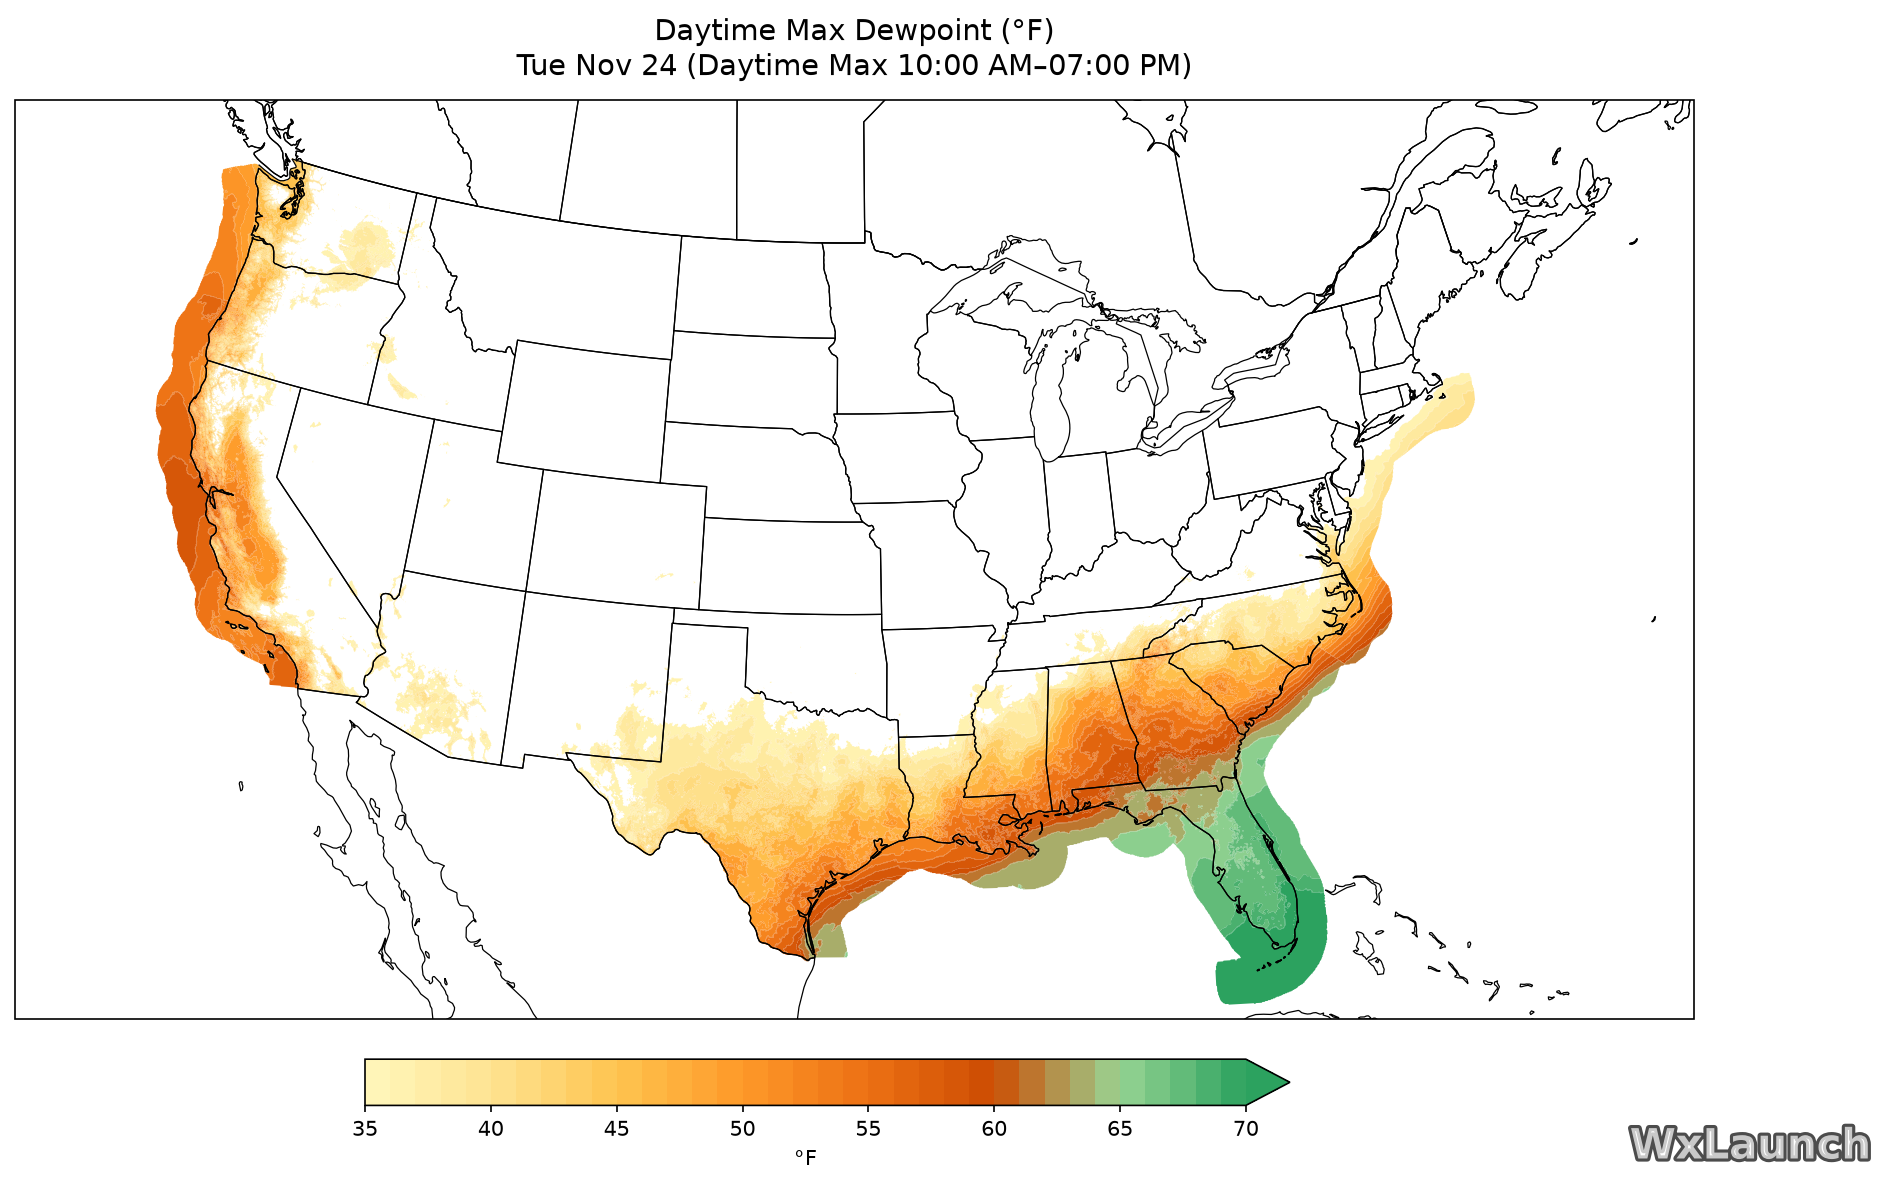 Daytime Max Dewpoint (°F)
Tue Nov 24 (Daytime Max 10:00 AM–07:00 PM)
35 40 45 50 55 60 65 70
°F
WxLaunch